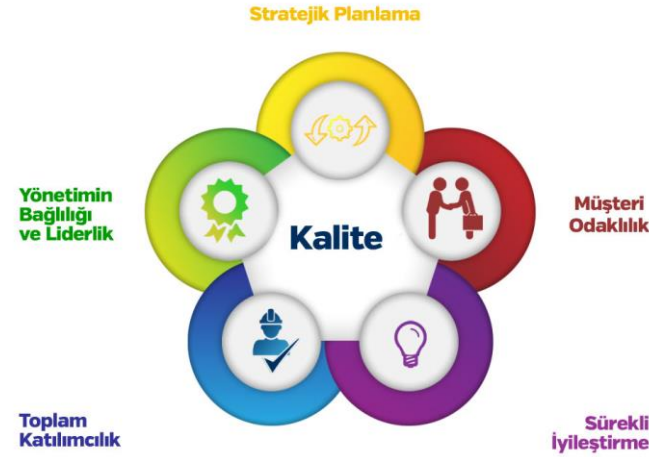 Stratejik Planlama
Yönetimin
Bağlılığı
ve Liderlik
Kalite
Müşteri
Odaklılık
Toplam
Katılımcılık
Sürekli
İyileştirme